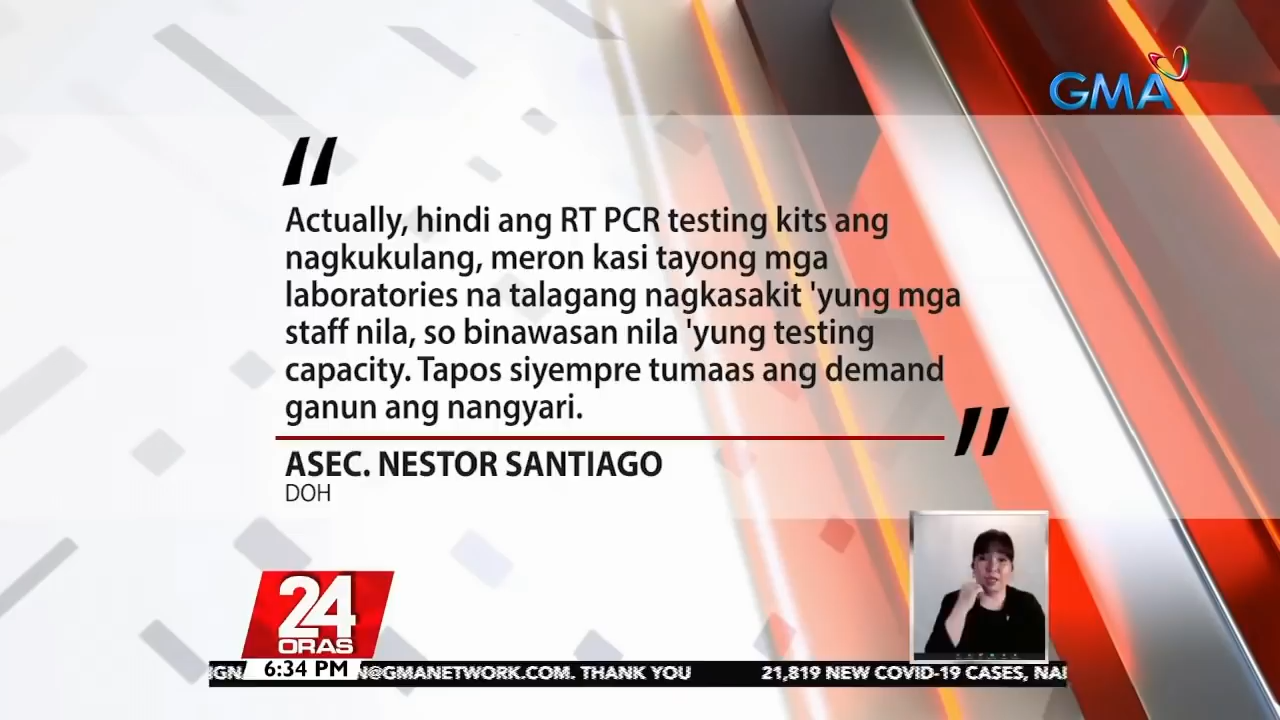 GMA
Actually, hindi ang RT PCR testing kits ang
nagkukulang, meron kasi tayong mga
laboratories na talagang nagkasakit 'yung mga
staff nila, so binawasan nila 'yung testing
capacity. Tapos siyempre tumaas ang demand
ganun ang nangyari.
ASEC. NESTOR SANTIAGO
DOH
24
ORAS
6:34 PM
N@GMANETWORK.COM. THANK YOU
21,819 NEW COVID-19 CASES,